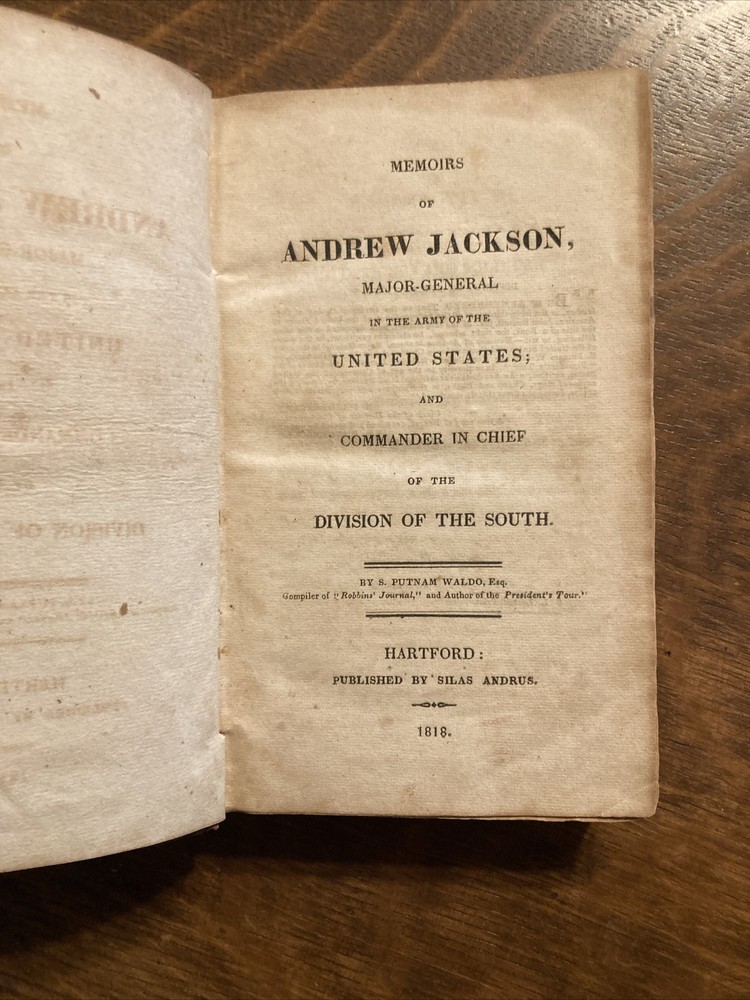 MEMOIRS
OF
ANDREW JACKSON,
MAJOR-GENERAL
IN THE ARMY OF THE
UNITED STATES;
AND
COMMANDER IN CHIEF
OF THE
DIVISION OF THE SOUTH.
BY S. PUTNAM WALDO, Esq.
Compiler of "Robbins' Journal," and Author of the President's Tour."
HARTFORD:
PUBLISHED BY SILAS ANDRUS.
1818.